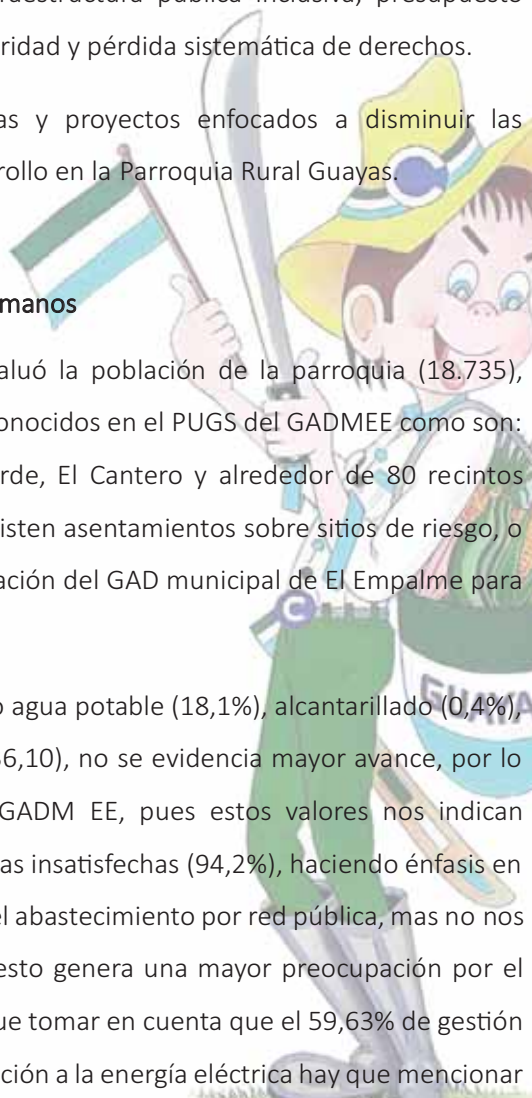 raestructura pública inclusiva, presupuesto
ridad y pérdida sistemática de derechos.
as y proyectos enfocados a disminuir las
rollo en la Parroquia Rural Guayas.
manos
aluó la población de la parroquia (18.735),
onocidos en el PUGS del GADMEE como son:
rde, El Cantero y alrededor de 80 recintos
isten asentamientos sobre sitios de riesgo, o
ación del GAD municipal de El Empalme para
C
C
GUAYA
o agua potable (18,1%), alcantarillado (0,4%),
36,10), no se evidencia mayor avance, por lo
GADM EE, pues estos valores nos indican
as insatisfechas (94,2%), haciendo énfasis en
el abastecimiento por red pública, mas no nos
esto genera una mayor preocupación por el
ue tomar en cuenta que el 59,63% de gestión
ción a la energía eléctrica hay que mencionar